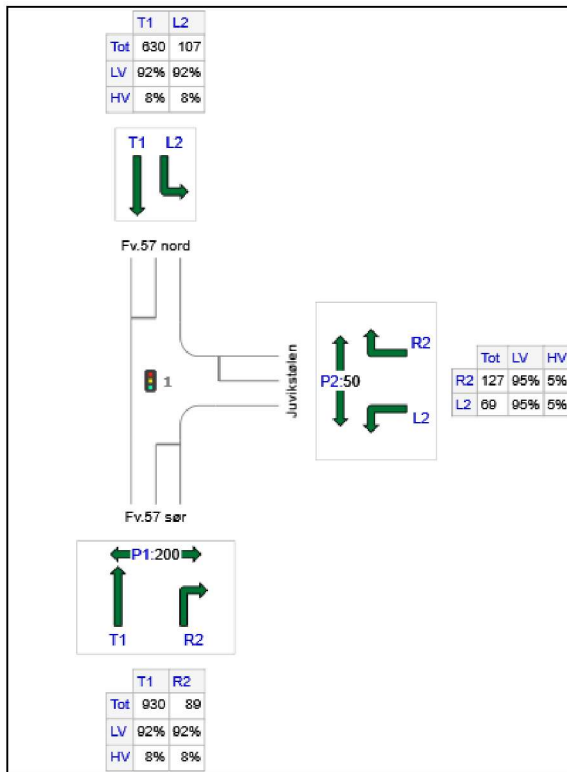 T1 L2
Tot 630 107
LV 92% 92%
HV 8% 8%
T1 L2
Fv.57 nord
1
Juvikstølen
R2
P2:50
L2
Tot LV HV
R2 127 95% 5%
L2 69 95% 5%
Fv.57 sør
P1:200
T1 R2
T1 R2
Tot 930 89
LV 92% 92%
HV 8% 8%